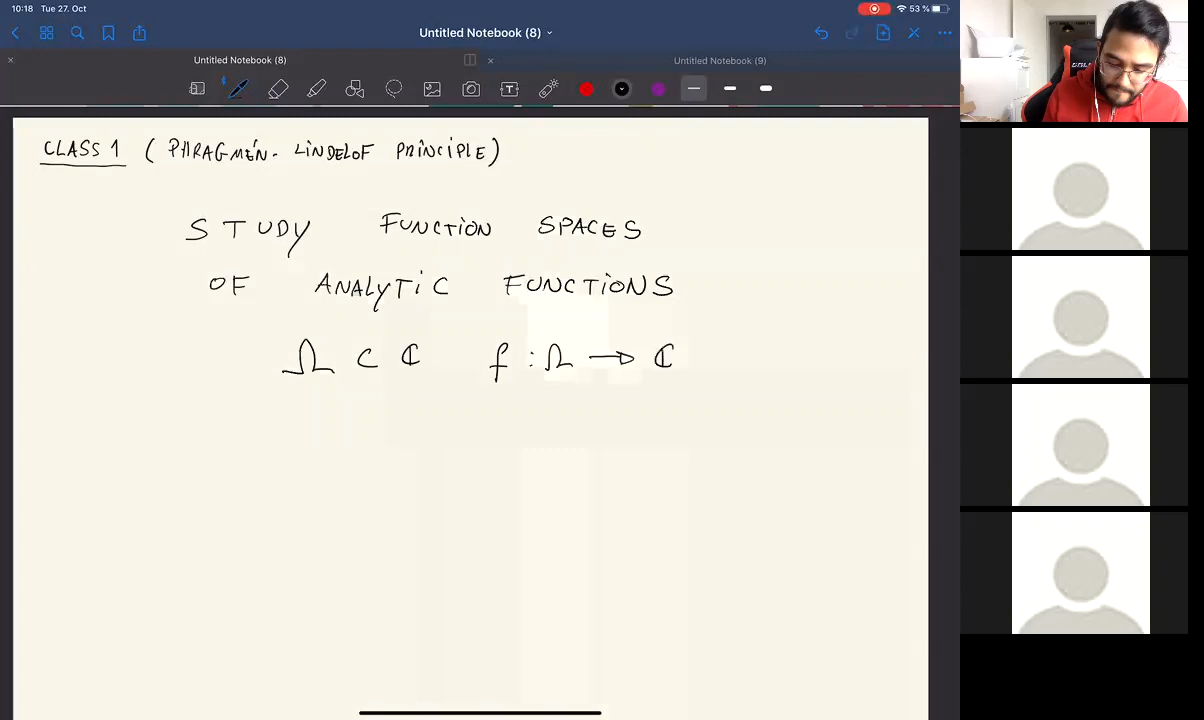 10:18 Tue 27. Oct 53 %
Untitled Notebook (8)
Untitled Notebook (8) Untitled Notebook (9)
CLASS 1 (PHRAGMÉN - LINDELOF PRINCIPLE)
STUDY FUNCTION SPACES
OF ANALYTIC FUNCTIONS
Ω ⊂ ℂ f : Ω → ℂ